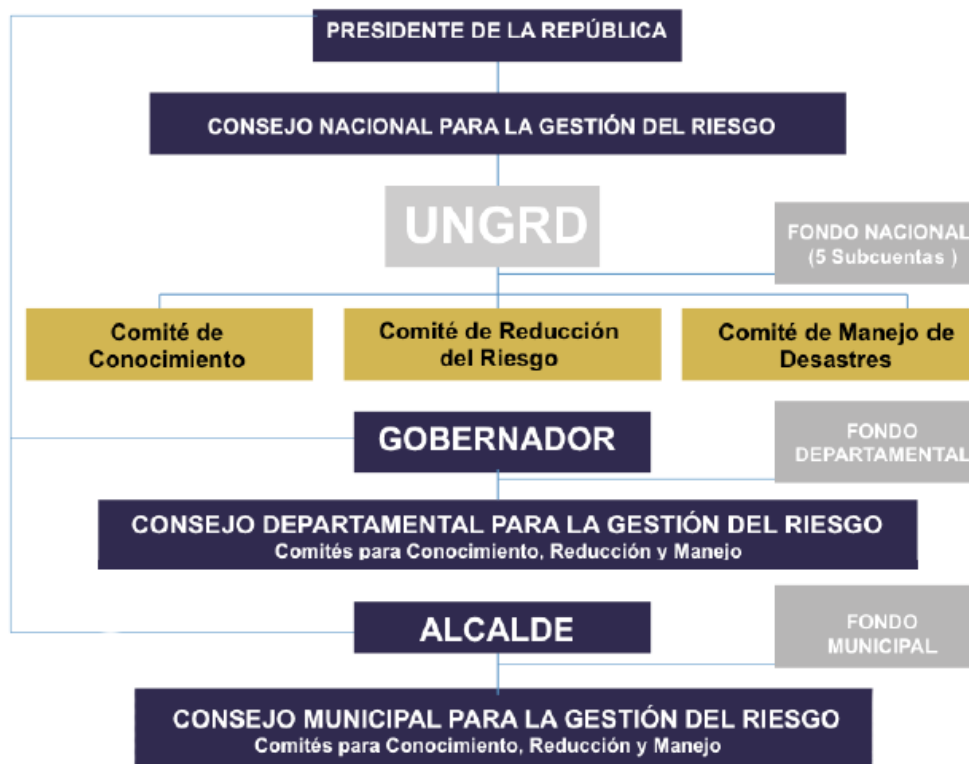 PRESIDENTE DE LA REPÚBLICA
CONSEJO NACIONAL PARA LA GESTIÓN DEL RIESGO
UNGRD
FONDO NACIONAL
(5 Subcuentas )
Comité de
Conocimiento
Comité de Reducción
del Riesgo
Comité de Manejo de
Desastres
GOBERNADOR
FONDO
DEPARTAMENTAL
CONSEJO DEPARTAMENTAL PARA LA GESTIÓN DEL RIESGO
Comités para Conocimiento, Reducción y Manejo
ALCALDE
FONDO
MUNICIPAL
CONSEJO MUNICIPAL PARA LA GESTIÓN DEL RIESGO
Comités para Conocimiento, Reducción y Manejo